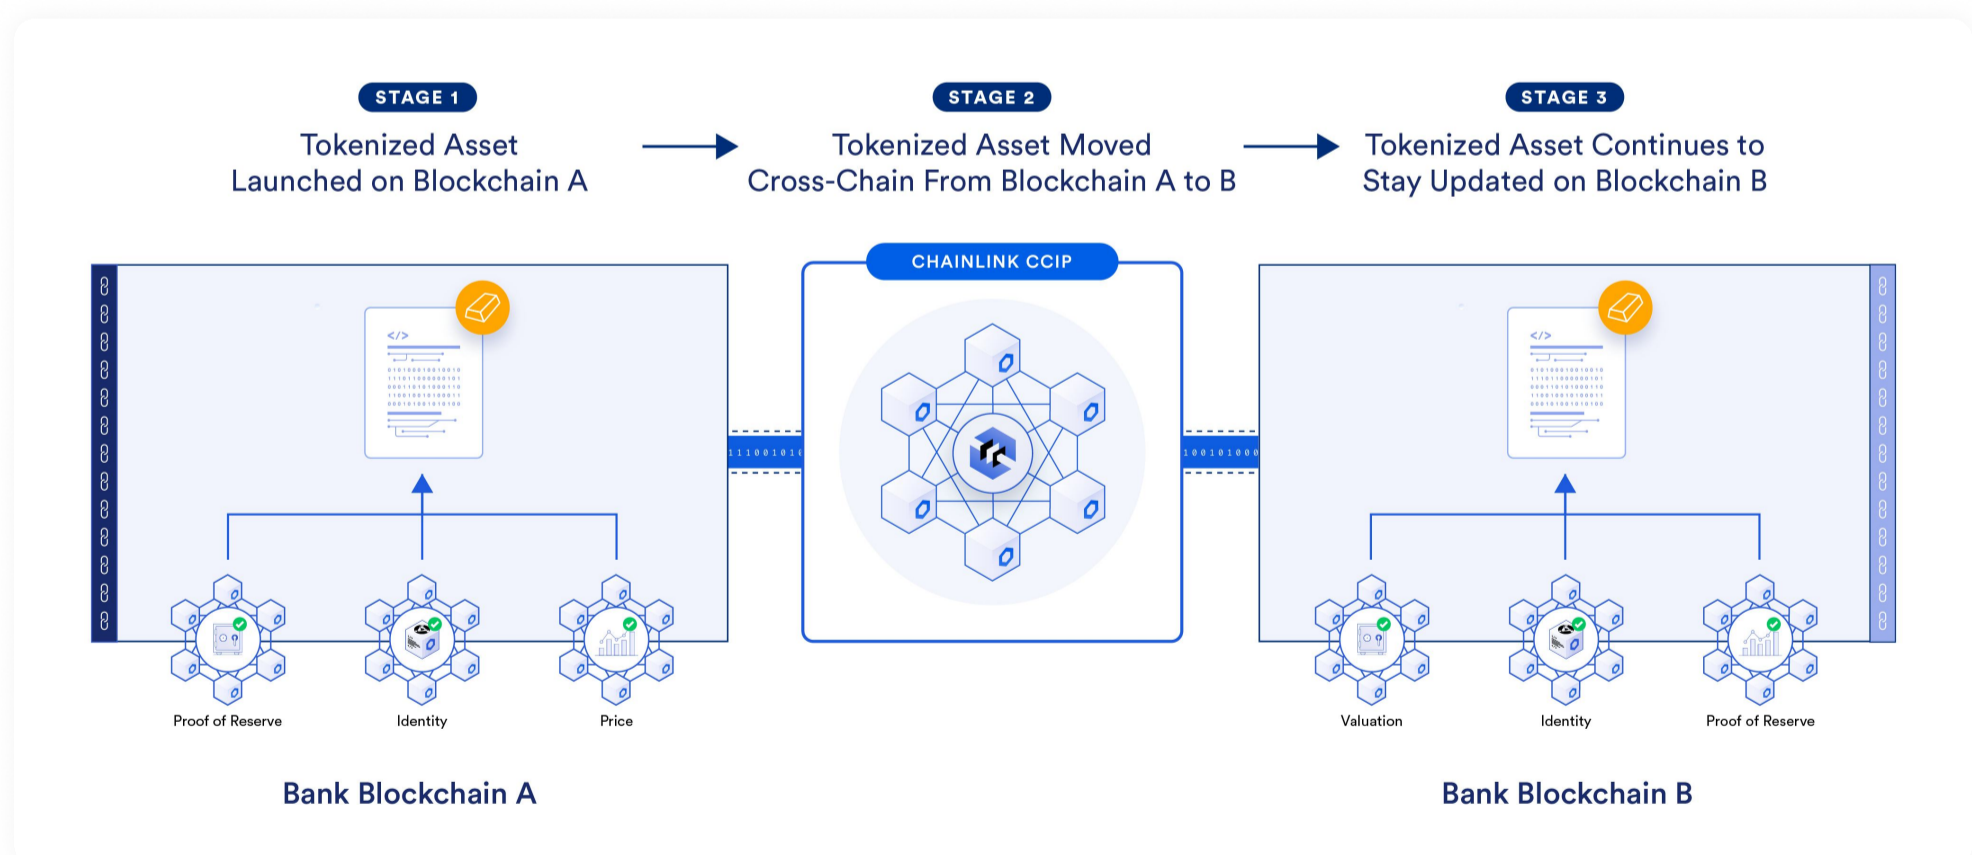 STAGE 1
Tokenized Asset
Launched on Blockchain A
STAGE 2
Tokenized Asset Moved
Cross-Chain From Blockchain A to B
STAGE 3
Tokenized Asset Continues to
Stay Updated on Blockchain B
CHAINLINK CCIP
</>
</>
Proof of Reserve
Identity
Price
Valuation
Identity
Proof of Reserve
Bank Blockchain A
Bank Blockchain B